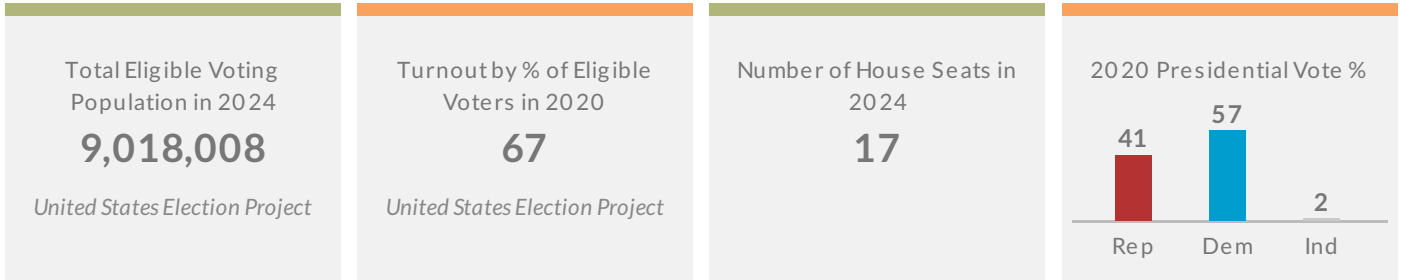 Total Eligible Voting
Population in 2024
9,018,008
United States Election Project
Turnout by % of Eligible
Voters in 2020
67
United States Election Project
Number of House Seats in
2024
17
2020 Presidential Vote %
57
41
2
Rep Dem Ind